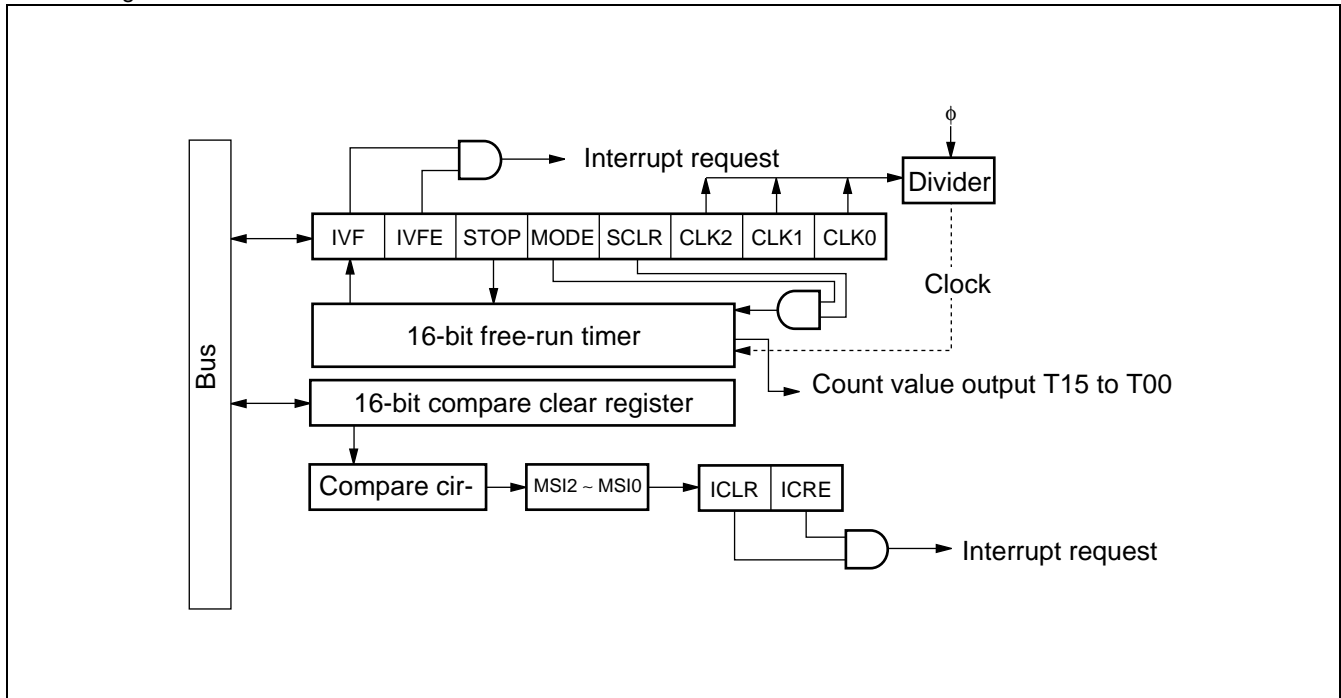 ϕ
Interrupt request
Divider
IVF IVFE STOP MODE SCLR CLK2 CLK1 CLK0
Clock
16-bit free-run timer
Bus
Count value output T15 to T00
16-bit compare clear register
Compare cir-
MSI2 ~ MSI0
ICLR ICRE
Interrupt request